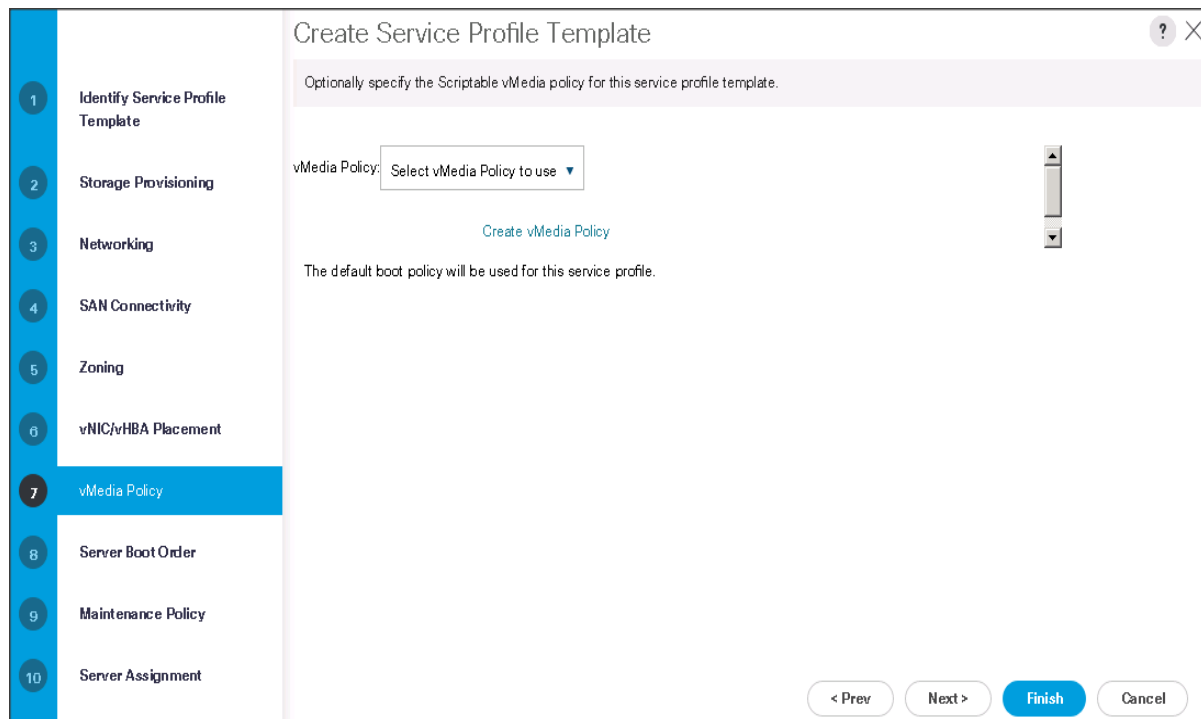 Create Service Profile Template
?
Optionally specify the Scriptable vMedia policy for this service profile template.
1
Identify Service Profile
Template
2
Storage Provisioning
3
Networking
4
SAN Connectivity
5
Zoning
6
vNIC/vHBA Placement
7
vMedia Policy
8
Server Boot Order
9
Maintenance Policy
10
Server Assignment
vMedia Policy: Select vMedia Policy to use
Create vMedia Policy
The default boot policy will be used for this service profile.
< Prev
Next >
Finish
Cancel